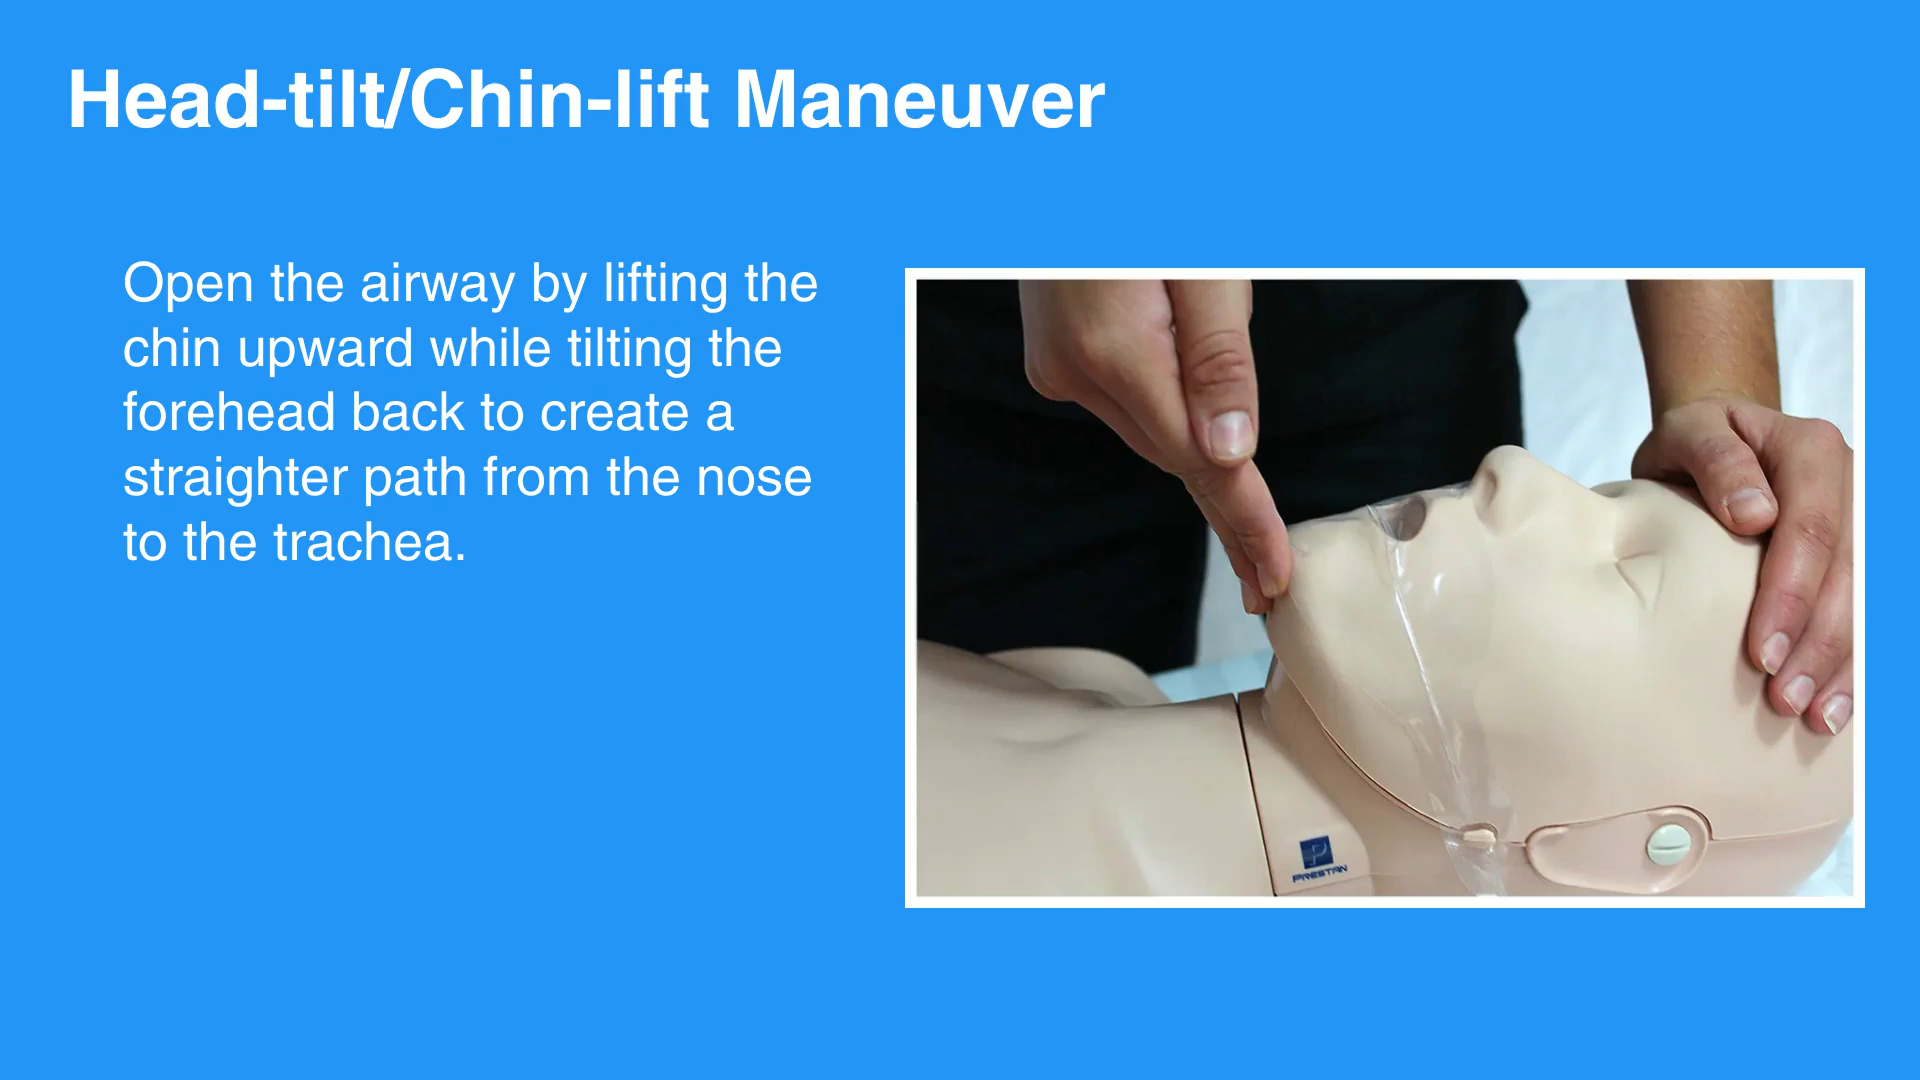 Head-tilt/Chin-lift Maneuver
Open the airway by lifting the
chin upward while tilting the
forehead back to create a
straighter path from the nose
to the trachea.
PRESTAN